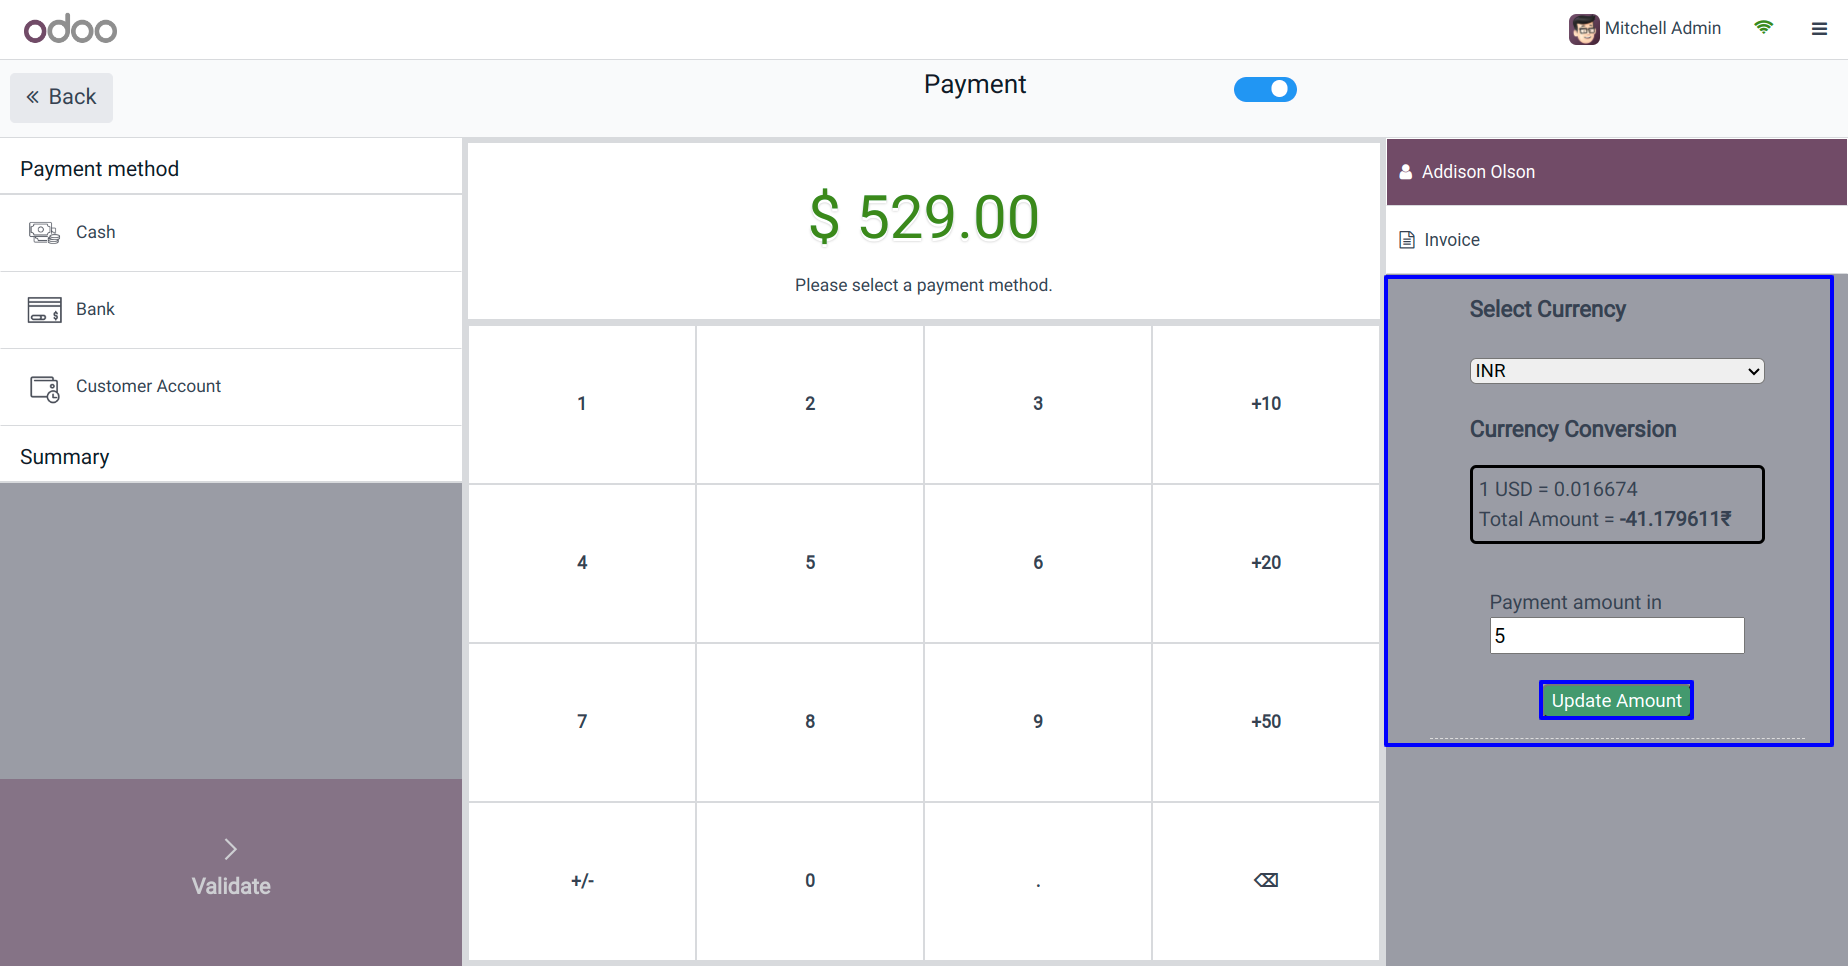 odoo
Mitchell Admin
Back
Payment
Payment method
Cash
Bank
Customer Account
Summary
Validate
$ 529.00
Please select a payment method.
1 2 3 +10
4 5 6 +20
7 8 9 +50
+/- 0 .
Addison Olson
Invoice
Select Currency
INR
Currency Conversion
1 USD = 0.016674
Total Amount = -41.179611₹
Payment amount in
5
Update Amount